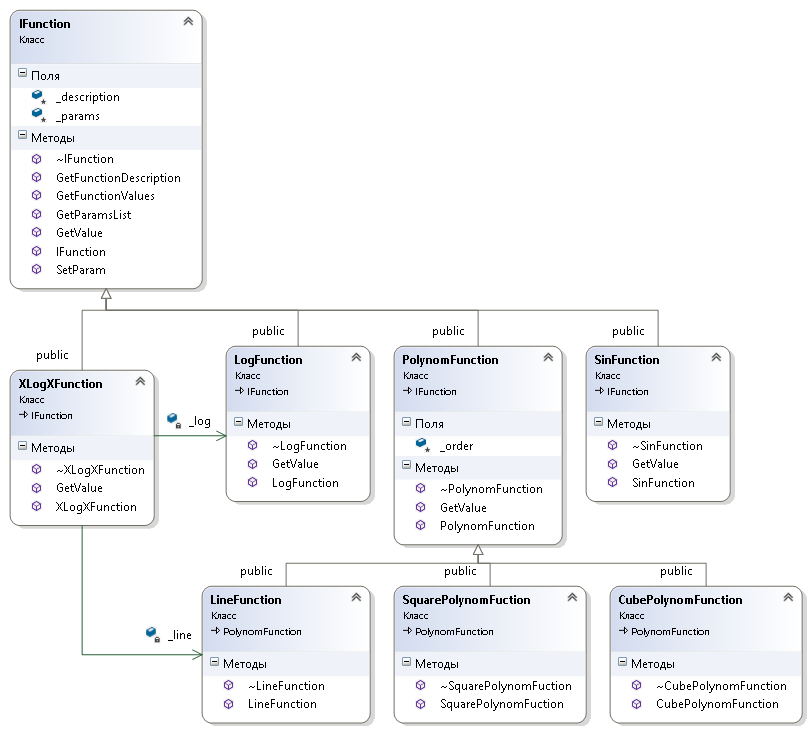 IFunction
Класс
Поля
_description
_params
Методы
~IFunction
GetFunctionDescription
GetFunctionValues
GetParamsList
GetValue
IFunction
SetParam
public
public
public
public
XLogXFunction
Класс
IFunction
Методы
~XLogXFunction
GetValue
XLogXFunction
_log
LogFunction
Класс
IFunction
Методы
~LogFunction
GetValue
LogFunction
PolynomFunction
Класс
IFunction
Поля
_order
Методы
~PolynomFunction
GetValue
PolynomFunction
SinFunction
Класс
IFunction
Методы
~SinFunction
GetValue
SinFunction
public
public
public
_line
LineFunction
Класс
PolynomFunction
Методы
~LineFunction
LineFunction
SquarePolynomFuction
Класс
PolynomFunction
Методы
~SquarePolynomFuction
SquarePolynomFuction
CubePolynomFunction
Класс
PolynomFunction
Методы
~CubePolynomFunction
CubePolynomFunction